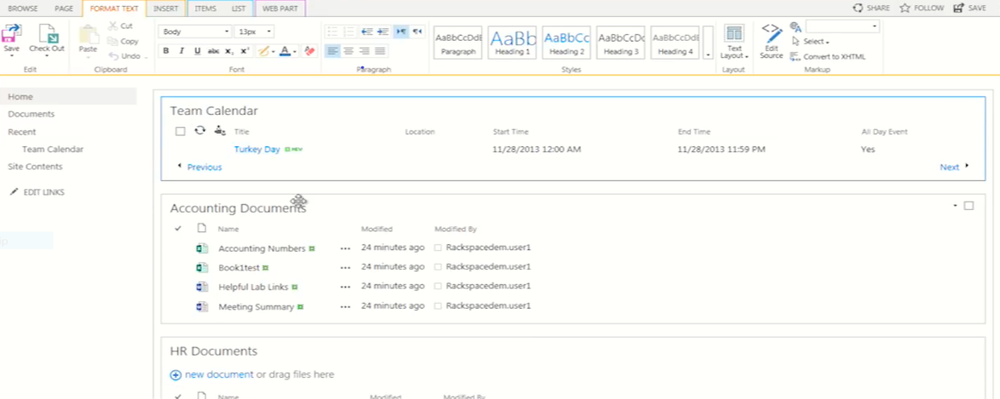 BROWSE PAGE FORMAT TEXT INSERT ITEMS LIST WEB PART SHARE FOLLOW SAVE
Save Check Out Paste Cut Copy Undo Body 13px
B I U abc x₂ x² A
AaBbCcDdE AaBb AaBbCc AaBbCcDc AaBbCcDdE
Paragraph Heading 1 Heading 2 Heading 3 Heading 4
Text Layout Edit Source Select Convert to XHTML
Edit Clipboard Font Paragraph Styles Layout Markup
Home
Documents
Recent
Team Calendar
Site Contents
EDIT LINKS
Team Calendar
Title Location Start Time End Time All Day Event
Turkey Day NEW 11/28/2013 12:00 AM 11/28/2013 11:59 PM Yes
Previous Next
Accounting Documents
Name Modified Modified By
Accounting Numbers ... 24 minutes ago Rackspacedem.user1
Book1test ... 24 minutes ago Rackspacedem.user1
Helpful Lab Links ... 24 minutes ago Rackspacedem.user1
Meeting Summary ... 24 minutes ago Rackspacedem.user1
HR Documents
new document or drag files here
Name Modified Modified By